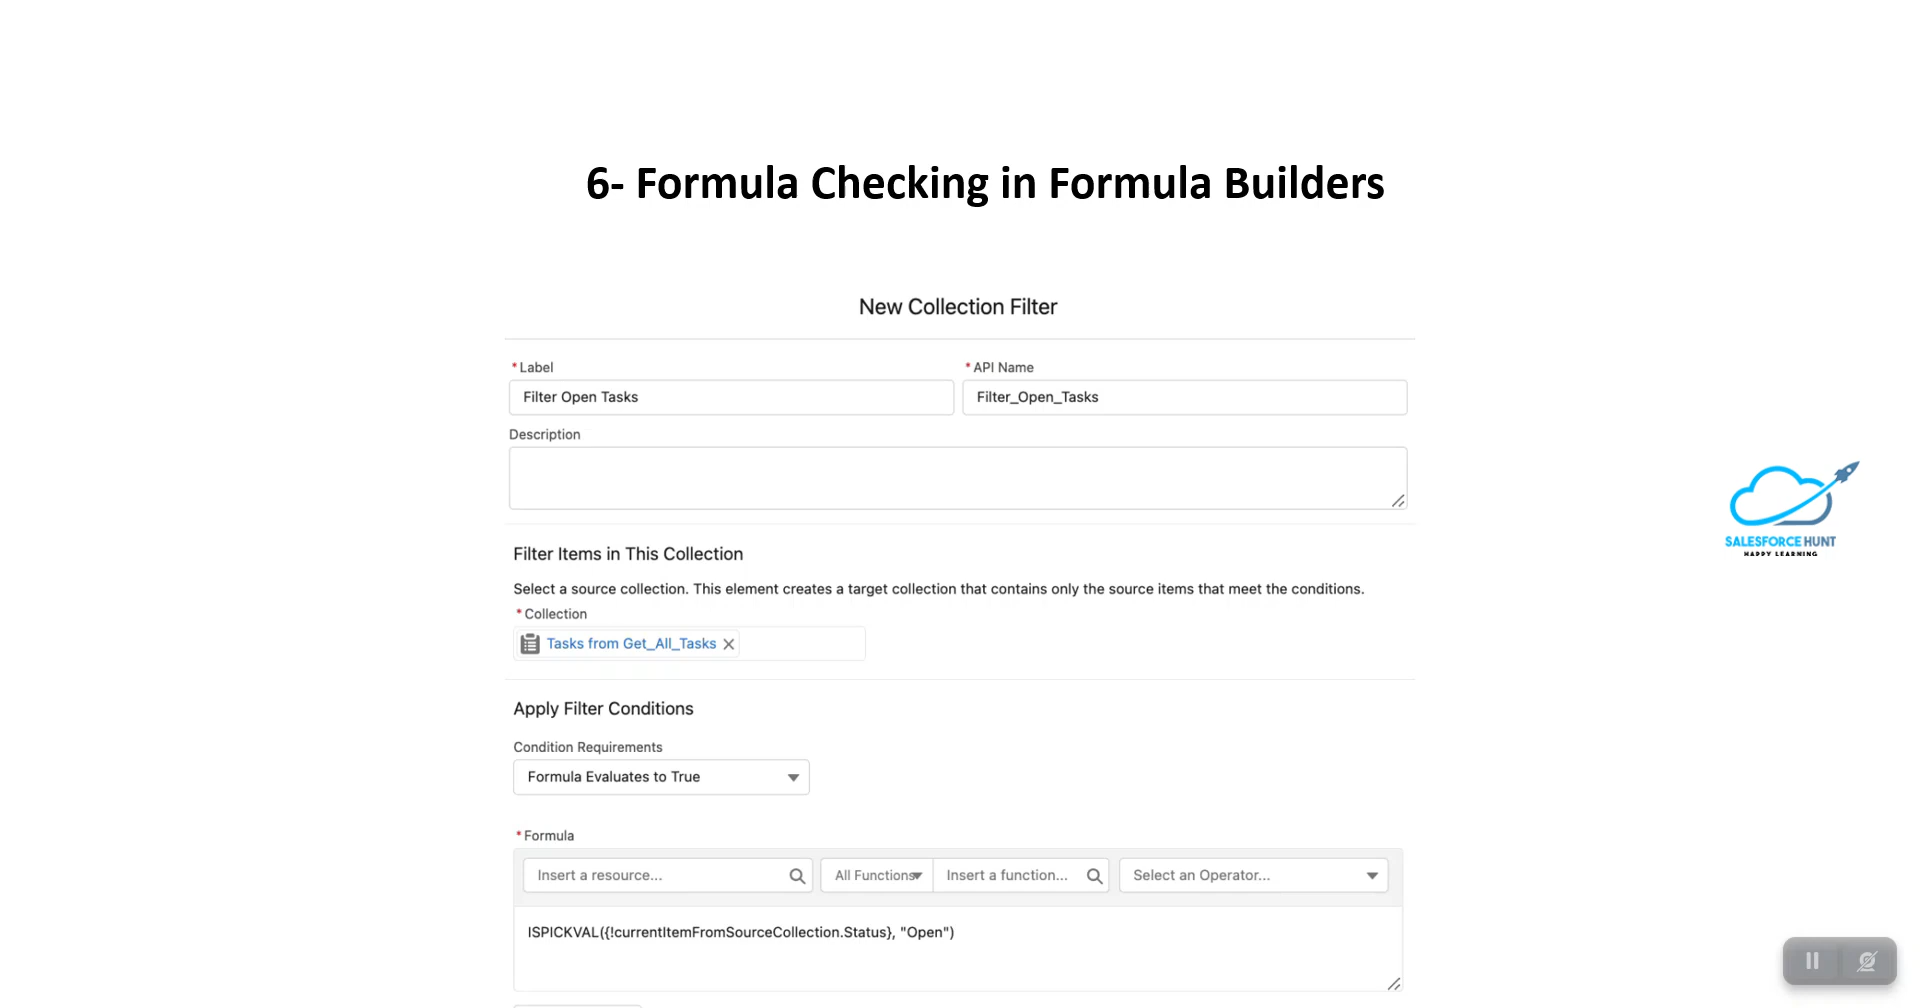 6- Formula Checking in Formula Builders
New Collection Filter
*Label
*API Name
Filter Open Tasks
Filter_Open_Tasks
Description
Filter Items in This Collection
Select a source collection. This element creates a target collection that contains only the source items that meet the conditions.
*Collection
Tasks from Get_All_Tasks
Apply Filter Conditions
Condition Requirements
Formula Evaluates to True
*Formula
Insert a resource...
All Functions
Insert a function...
Select an Operator...
ISPICKVAL({!currentItemFromSourceCollection.Status}, "Open")
SALESFORCE HUNT
HAPPY LEARNING